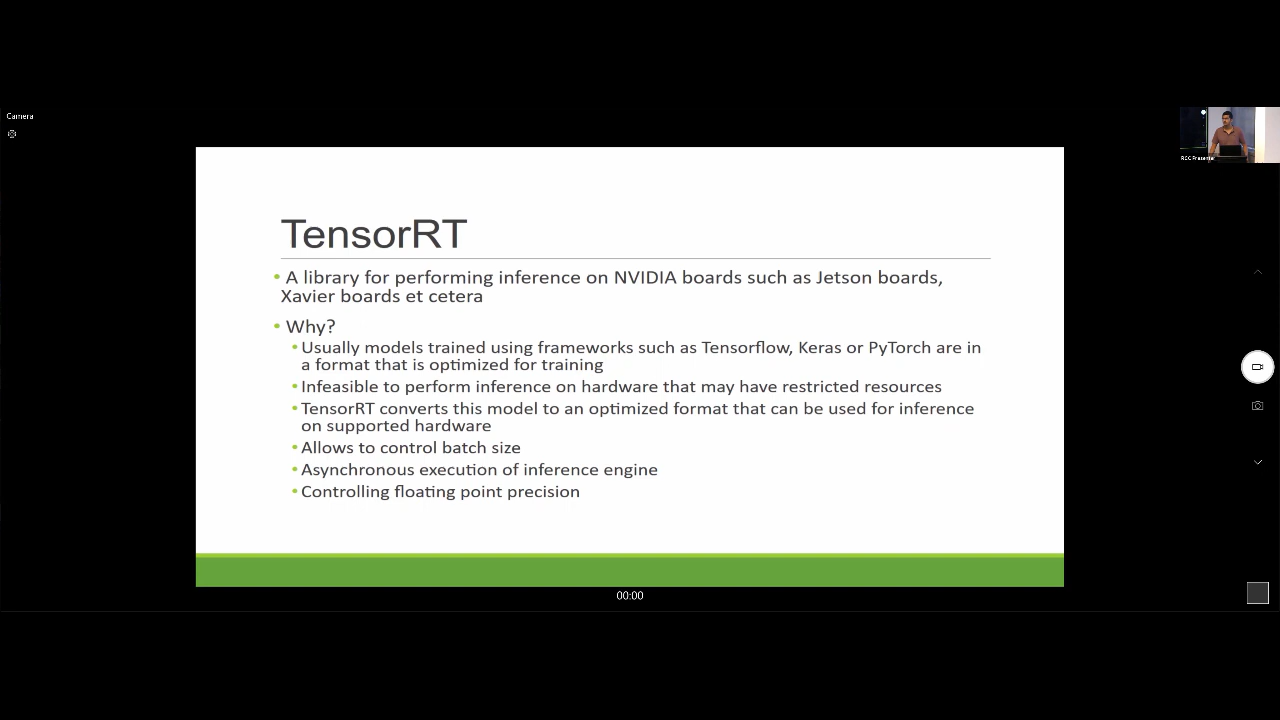 Camera
RCC Presenter
TensorRT
• A library for performing inference on NVIDIA boards such as Jetson boards,
Xavier boards et cetera
• Why?
• Usually models trained using frameworks such as Tensorflow, Keras or PyTorch are in
a format that is optimized for training
• Infeasible to perform inference on hardware that may have restricted resources
• TensorRT converts this model to an optimized format that can be used for inference
on supported hardware
• Allows to control batch size
• Asynchronous execution of inference engine
• Controlling floating point precision
00:00